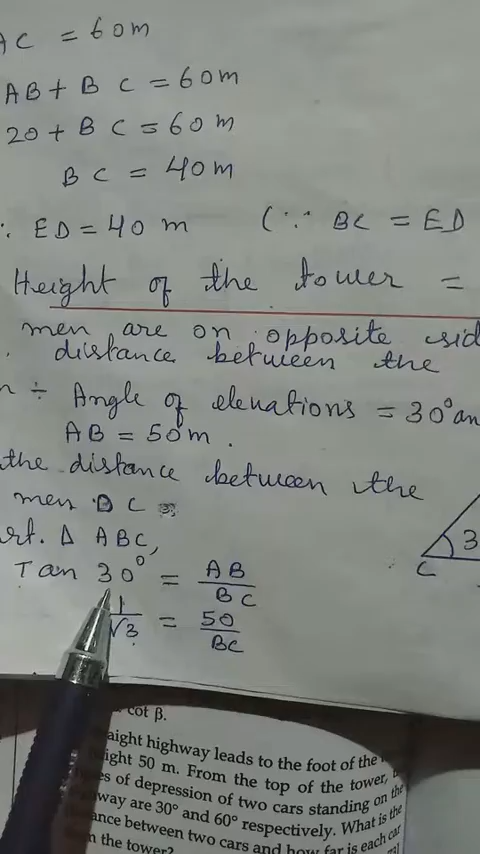 AC = 60m
AB + BC = 60m
20 + BC = 60m
BC = 40m
∴ ED = 40 m (∵ BC = ED
Height of the tower =
men are on opposite sid
distance between the
n ÷ Angle of elenations = 30° an
AB = 50m.
the distance between the
men DC
rt. Δ ABC,
Tan 30° = AB/BC
1/√3 = 50/BC
3
C
cot β.
aight highway leads to the foot of the
ight 50 m. From the top of the tower,
es of depression of two cars standing on the
way are 30° and 60° respectively. What is the
ance between two cars and how far is each car
m the tower?